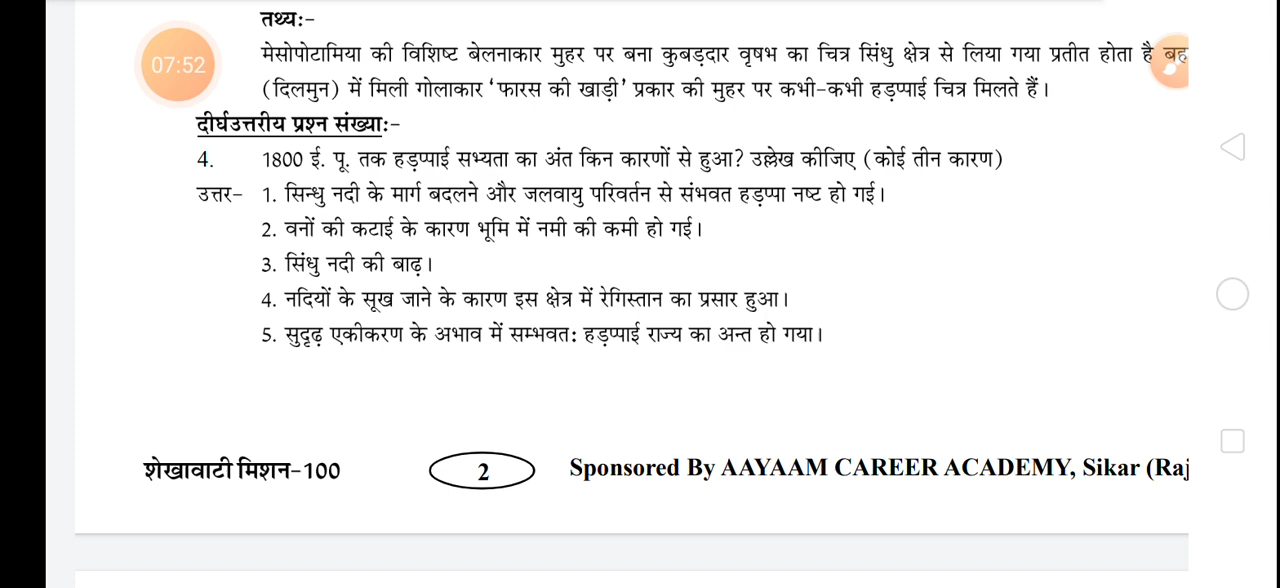 तथ्यः-
मेसोपोटामिया की विशिष्ट बेलनाकार मुहर पर बना कुबड़दार वृषभ का चित्र सिंधु क्षेत्र से लिया गया प्रतीत होता है
07:52
(दिलमुन) में मिली गोलाकार ‘फारस की खाड़ी’ प्रकार की मुहर पर कभी-कभी हड़प्पाई चित्र मिलते हैं।
दीर्घउत्तरीय प्रश्न संख्याः-
4. 1800 ई. पू. तक हड़प्पाई सभ्यता का अंत किन कारणों से हुआ? उल्लेख कीजिए (कोई तीन कारण)
उत्तर- 1. सिन्धु नदी के मार्ग बदलने और जलवायु परिवर्तन से संभवत हड़प्पा नष्ट हो गई।
2. वनों की कटाई के कारण भूमि में नमी की कमी हो गई।
3. सिंधु नदी की बाढ़।
4. नदियों के सूख जाने के कारण इस क्षेत्र में रेगिस्तान का प्रसार हुआ।
5. सुदृढ़ एकीकरण के अभाव में सम्भवतः हड़प्पाई राज्य का अन्त हो गया।
शेखावाटी मिशन-100
2
Sponsored By AAYAAM CAREER ACADEMY, Sikar (Raj